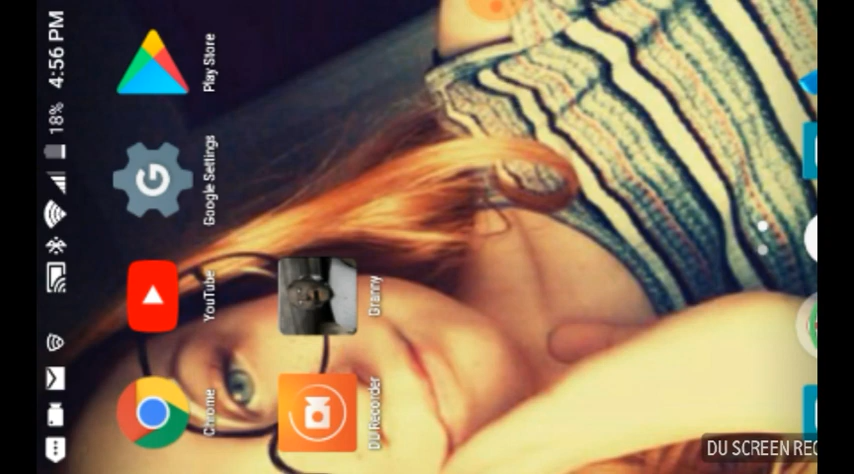 18% 4:56 PM
Chrome YouTube Google Settings Play Store
DU Recorder Granny
DU SCREEN REC